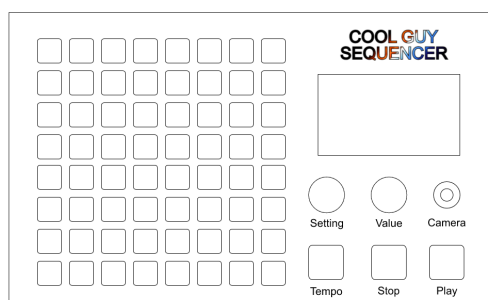 COOL GUY
SEQUENCER
Setting
Value
Camera
Tempo
Stop
Play